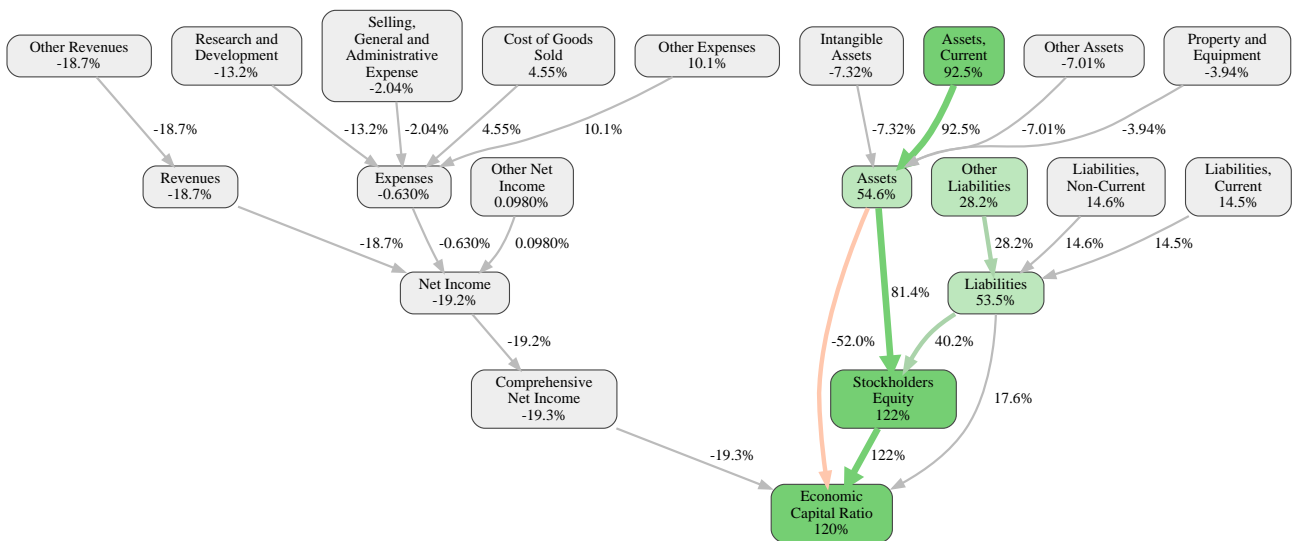 Other Revenues
-18.7%
Research and
Development
-13.2%
Selling,
General and
Administrative
Expense
-2.04%
Cost of Goods
Sold
4.55%
Other Expenses
10.1%
Intangible
Assets
-7.32%
Assets,
Current
92.5%
Other Assets
-7.01%
Property and
Equipment
-3.94%
-18.7%
-13.2%
-2.04%
4.55%
10.1%
-7.32%
92.5%
-7.01%
-3.94%
Revenues
-18.7%
Expenses
-0.630%
Other Net
Income
0.0980%
Assets
54.6%
Other
Liabilities
28.2%
Liabilities,
Non-Current
14.6%
Liabilities,
Current
14.5%
-18.7%
-0.630%
0.0980%
28.2%
14.6%
14.5%
Net Income
-19.2%
81.4%
Liabilities
53.5%
-19.2%
-52.0%
40.2%
Comprehensive
Net Income
-19.3%
Stockholders
Equity
122%
17.6%
-19.3%
122%
Economic
Capital Ratio
120%